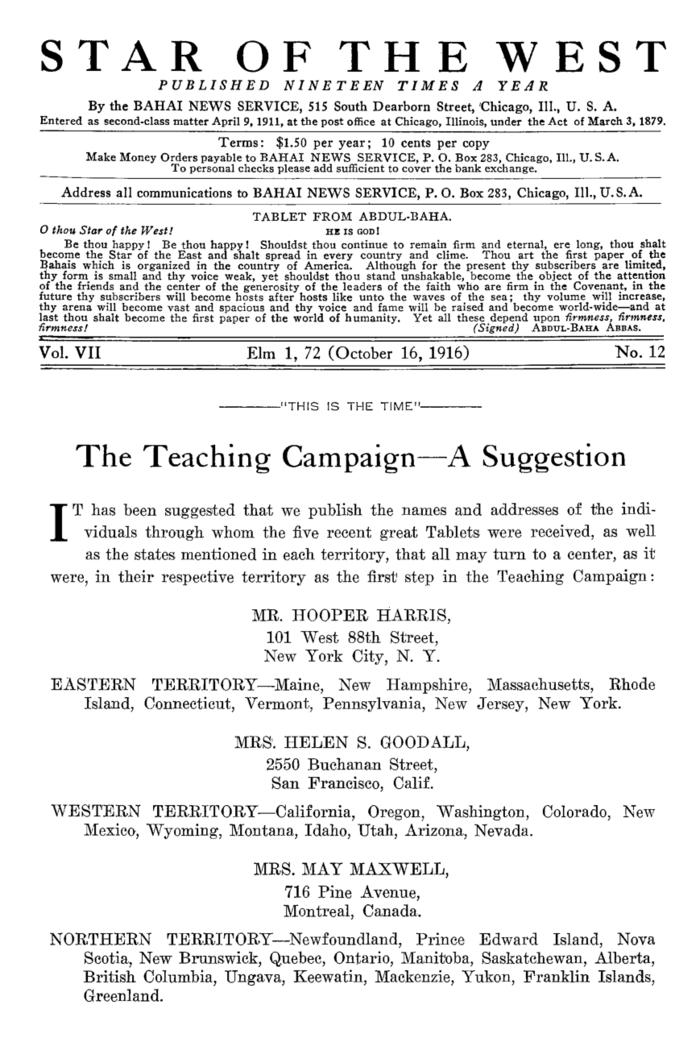 STAR OF THE WEST
PUBLISHED NINETEEN TIMES A YEAR
By the BAHAI NEWS SERVICE, 515 South Dearborn Street, Chicago, Ill., U. S. A.
Entered as second-class matter April 9, 1911, at the post office at Chicago, Illinois, under the Act of March 3, 1879.
Terms: $1.50 per year; 10 cents per copy
Make Money Orders payable to BAHAI NEWS SERVICE, P. O. Box 283, Chicago, Ill., U. S. A.
To personal checks please add sufficient to cover the bank exchange.
Address all communications to BAHAI NEWS SERVICE, P. O. Box 283, Chicago, Ill., U. S. A.
TABLET FROM ABDUL-BAHA.
O thou Star of the West! HE IS GOD!
Be thou happy! Be thou happy! Shouldst thou continue to remain firm and eternal, ere long, thou shalt
become the Star of the East and shalt spread in every country and clime. Thou art the first paper of the
Bahais which is organized in the country of America. Although for the present thy subscribers are limited,
thy form is small and thy voice weak, yet shouldst thou stand unshakable, become the object of the attention
of the friends and the center of the generosity of the leaders of the faith who are firm in the Covenant, in the
future thy subscribers will become hosts after hosts like unto the waves of the sea; thy volume will increase,
thy arena will become vast and spacious and thy voice and fame will be raised and become world-wide—and at
last thou shalt become the first paper of the world of humanity. Yet all these depend upon firmness, firmness,
firmness! (Signed) ABDUL-BAHA ABBAS.
Vol. VII Elm 1, 72 (October 16, 1916) No. 12
"THIS IS THE TIME"
The Teaching Campaign—A Suggestion
IT has been suggested that we publish the names and addresses of the indi-
viduals through whom the five recent great Tablets were received, as well
as the states mentioned in each territory, that all may turn to a center, as it
were, in their respective territory as the first step in the Teaching Campaign:
MR. HOOPER HARRIS,
101 West 88th Street,
New York City, N. Y.
EASTERN TERRITORY—Maine, New Hampshire, Massachusetts, Rhode
Island, Connecticut, Vermont, Pennsylvania, New Jersey, New York.
MRS. HELEN S. GOODALL,
2550 Buchanan Street,
San Francisco, Calif.
WESTERN TERRITORY—California, Oregon, Washington, Colorado, New
Mexico, Wyoming, Montana, Idaho, Utah, Arizona, Nevada.
MRS. MAY MAXWELL,
716 Pine Avenue,
Montreal, Canada.
NORTHERN TERRITORY—Newfoundland, Prince Edward Island, Nova
Scotia, New Brunswick, Quebec, Ontario, Manitoba, Saskatchewan, Alberta,
British Columbia, Ungava, Keewatin, Mackenzie, Yukon, Franklin Islands,
Greenland.